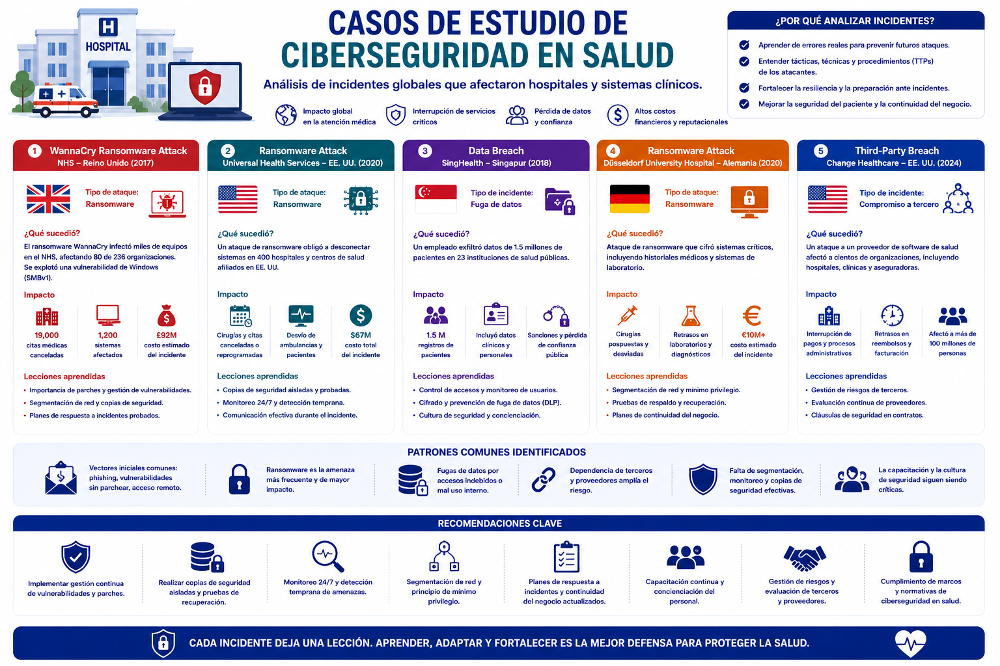 H
HOSPITAL
CASOS DE ESTUDIO DE
CIBERSEGURIDAD EN SALUD
Análisis de incidentes globales que afectaron hospitales y sistemas clínicos.
Impacto global
en la atención médica
Interrupción de servicios
críticos
Pérdida de datos
y confianza
Altos costos
financieros y reputacionales
¿POR QUÉ ANALIZAR INCIDENTES?
Aprender de errores reales para prevenir futuros ataques.
Entender tácticas, técnicas y procedimientos (TTPs)
de los atacantes.
Fortalecer la resiliencia y la preparación ante incidentes.
Mejorar la seguridad del paciente y la continuidad del negocio.
1 WannaCry Ransomware Attack
NHS – Reino Unido (2017)
Tipo de ataque:
Ransomware
¿Qué sucedió?
El ransomware WannaCry infectó miles de equipos
en el NHS, afectando 80 de 236 organizaciones.
Se explotó una vulnerabilidad de Windows
(SMBv1).
Impacto
19,000
citas médicas
canceladas
1,200
sistemas
afectados
£92M
costo estimado
del incidente
Lecciones aprendidas
• Importancia de parches y gestión de vulnerabilidades.
• Segmentación de red y copias de seguridad.
• Planes de respuesta a incidentes probados.
2 Ransomware Attack
Universal Health Services – EE. UU. (2020)
Tipo de ataque:
Ransomware
¿Qué sucedió?
Un ataque de ransomware obligó a desconectar
sistemas en 400 hospitales y centros de salud
afiliados en EE. UU.
Impacto
Cirugías y citas
canceladas o
reprogramadas
Desvío de
ambulancias y
pacientes
$67M
costo total
del incidente
Lecciones aprendidas
• Copias de seguridad aisladas y probadas.
• Monitoreo 24/7 y detección temprana.
• Comunicación efectiva durante el incidente.
3 Data Breach
SingHealth – Singapur (2018)
Tipo de incidente:
Fuga de datos
¿Qué sucedió?
Un empleado exfiltró datos de 1.5 millones de
pacientes en 23 instituciones de salud públicas.
Impacto
1.5 M
registros de
pacientes
Incluyó datos
clínicos y
personales
Sanciones y pérdida
de confianza
pública
Lecciones aprendidas
• Control de accesos y monitoreo de usuarios.
• Cifrado y prevención de fuga de datos (DLP).
• Cultura de seguridad y concienciación.
4 Ransomware Attack
Düsseldorf University Hospital – Alemania (2020)
Tipo de ataque:
Ransomware
¿Qué sucedió?
Ataque de ransomware que cifró sistemas críticos,
incluyendo historiales médicos y sistemas de
laboratorio.
Impacto
Cirugías
pospuestas y
desviadas
Retrasos en
laboratorios y
diagnósticos
€
€10M+
costo estimado
del incidente
Lecciones aprendidas
• Segmentación de red y mínimo privilegio.
• Pruebas de respaldo y recuperación.
• Planes de continuidad del negocio.
5 Third-Party Breach
Change Healthcare – EE. UU. (2024)
Tipo de incidente:
Compromiso a tercero
¿Qué sucedió?
Un ataque a un proveedor de software de salud
afectó a cientos de organizaciones, incluyendo
hospitales, clínicas y aseguradoras.
Impacto
Interrupción de
pagos y procesos
administrativos
Retrasos en
reembolsos y
facturación
Afectó a más de
100 millones de
personas
Lecciones aprendidas
• Gestión de riesgos de terceros.
• Evaluación continua de proveedores.
• Cláusulas de seguridad en contratos.
PATRONES COMUNES IDENTIFICADOS
Vectores iniciales comunes:
phishing, vulnerabilidades
sin parchear, acceso remoto.
Ransomware es la amenaza
más frecuente y de mayor
impacto.
Fugas de datos por
accesos indebidos o
mal uso interno.
Dependencia de terceros
y proveedores amplía el
riesgo.
Falta de segmentación,
monitoreo y copias de
seguridad efectivas.
La capacitación y la cultura
de seguridad siguen siendo
críticas.
RECOMENDACIONES CLAVE
Implementar gestión continua
de vulnerabilidades y parches.
Realizar copias de seguridad
aisladas y pruebas de
recuperación.
Monitoreo 24/7 y detección
temprana de amenazas.
Segmentación de red y
principio de mínimo
privilegio.
Planes de respuesta a
incidentes y continuidad
del negocio actualizados.
Capacitación continua y
concienciación del
personal.
Gestión de riesgos y
evaluación de terceros
y proveedores.
Cumplimiento de marcos
y normativas de
ciberseguridad en salud.
CADA INCIDENTE DEJA UNA LECCIÓN. APRENDER, ADAPTAR Y FORTALECER ES LA MEJOR DEFENSA PARA PROTEGER LA SALUD.